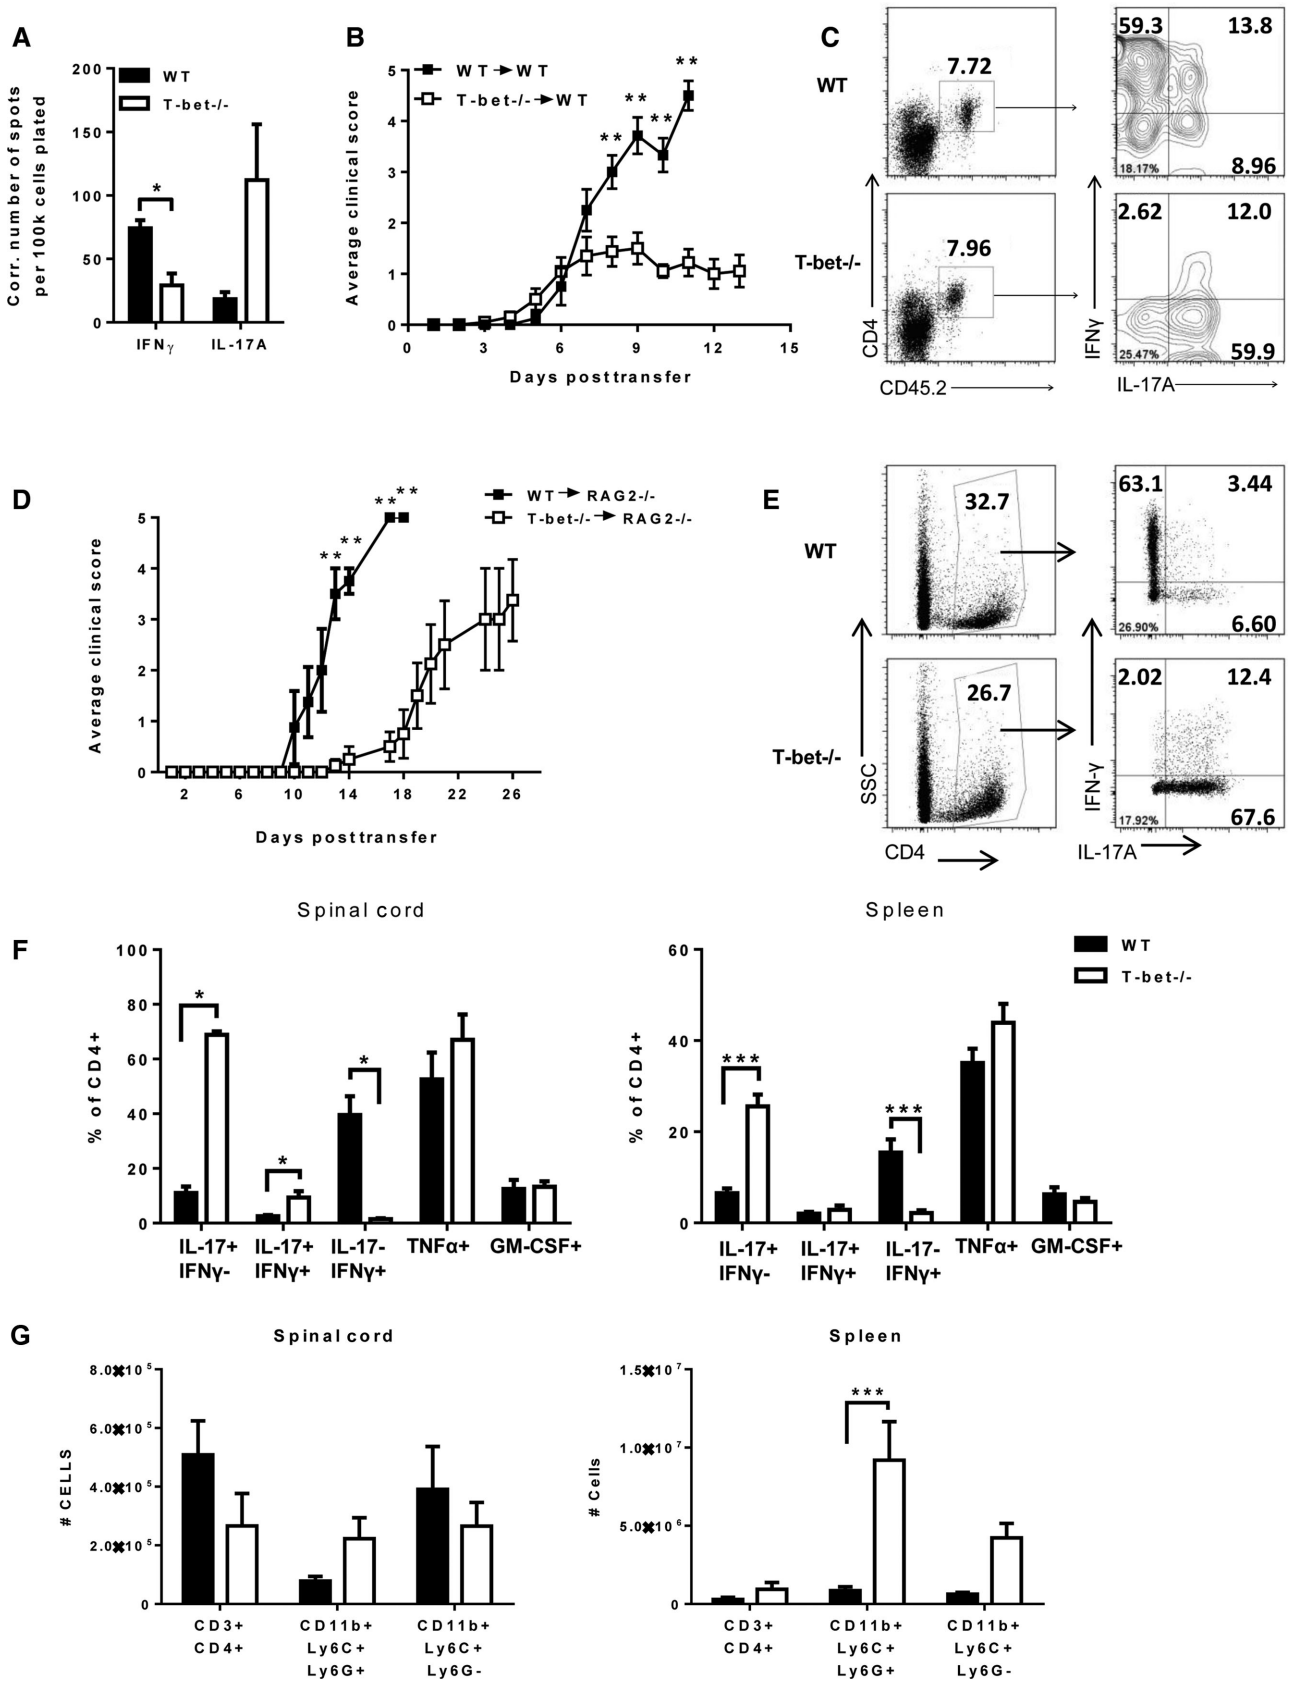 A
200
150
100
50
0
Corr. number of spots
per 100k cells plated
WT
T-bet-/-
*
IFNγ
IL-17A
B
WT → WT
T-bet-/- → WT
5
4
3
2
1
0
Average clinical score
** ** ** **
0 3 6 9 12 15
Days posttransfer
C
WT
7.72
59.3 13.8
18.17% 8.96
T-bet-/-
7.96
2.62 12.0
25.47% 59.9
CD4
CD45.2
IFNγ
IL-17A
D
WT → RAG2-/-
T-bet-/- → RAG2-/-
5
4
3
2
1
0
Average clinical score
** ** ** **
2 6 10 14 18 22 26
Days posttransfer
E
WT
32.7
63.1 3.44
26.90% 6.60
T-bet-/-
26.7
2.02 12.4
17.92% 67.6
SSC
CD4
IFN-γ
IL-17A
F
Spinal cord
100
80
60
40
20
0
% of CD4+
* * *
IL-17+ IL-17+ IL-17- TNFα+ GM-CSF+
IFNγ- IFNγ+ IFNγ+
Spleen
WT
T-bet-/-
60
40
20
0
% of CD4+
*** ***
IL-17+ IL-17- IL-17- TNFα+ GM-CSF+
IFNγ- IFNγ+ IFNγ+
G
Spinal cord
8.0✖10 5
6.0✖10 5
4.0✖10 5
2.0✖10 5
0
# CELLS
CD3+ CD11b+ CD11b+
CD4+ Ly6C+ Ly6C+
Ly6G+ Ly6G-
Spleen
1.5✖10 7
1.0✖10 7
5.0✖10 6
0
# Cells
***
CD3+ CD11b+ CD11b+
CD4+ Ly6C+ Ly6C+
Ly6G+ Ly6G-